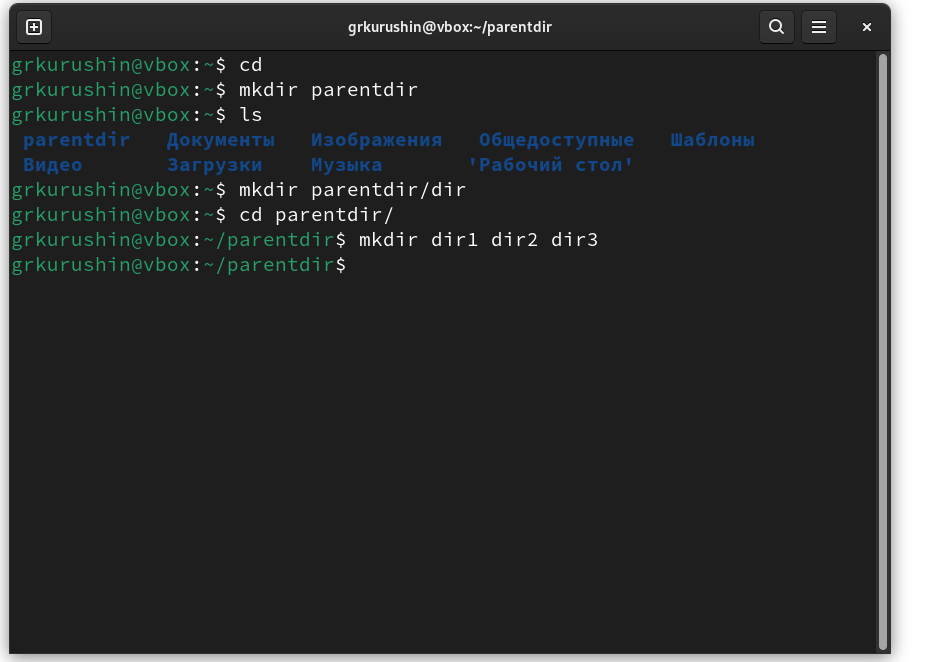 grkurushin@vbox:~/parentdir
grkurushin@vbox:~$ cd
grkurushin@vbox:~$ mkdir parentdir
grkurushin@vbox:~$ ls
parentdir Документы Изображения Общедоступные Шаблоны
Видео Загрузки Музыка 'Рабочий стол'
grkurushin@vbox:~$ mkdir parentdir/dir
grkurushin@vbox:~$ cd parentdir/
grkurushin@vbox:~/parentdir$ mkdir dir1 dir2 dir3
grkurushin@vbox:~/parentdir$